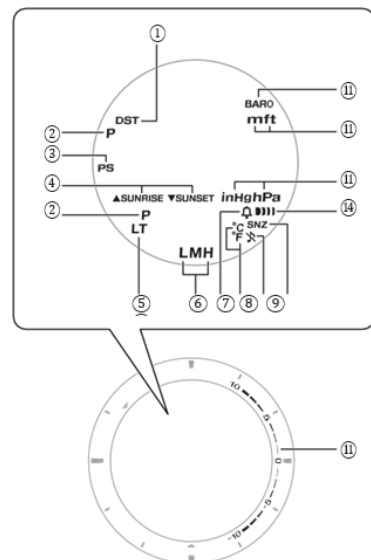 ①
DST
② P
③
PS
④
▲SUNRISE ▼SUNSET
② P
LT
LMH
⑤ ⑥ ⑦ ⑧ ⑨
BARO ⑪
mft ⑪
⑪
inHghPa
⑭
°C SNZ
°F
10
5
0 ⑪
-5
-10